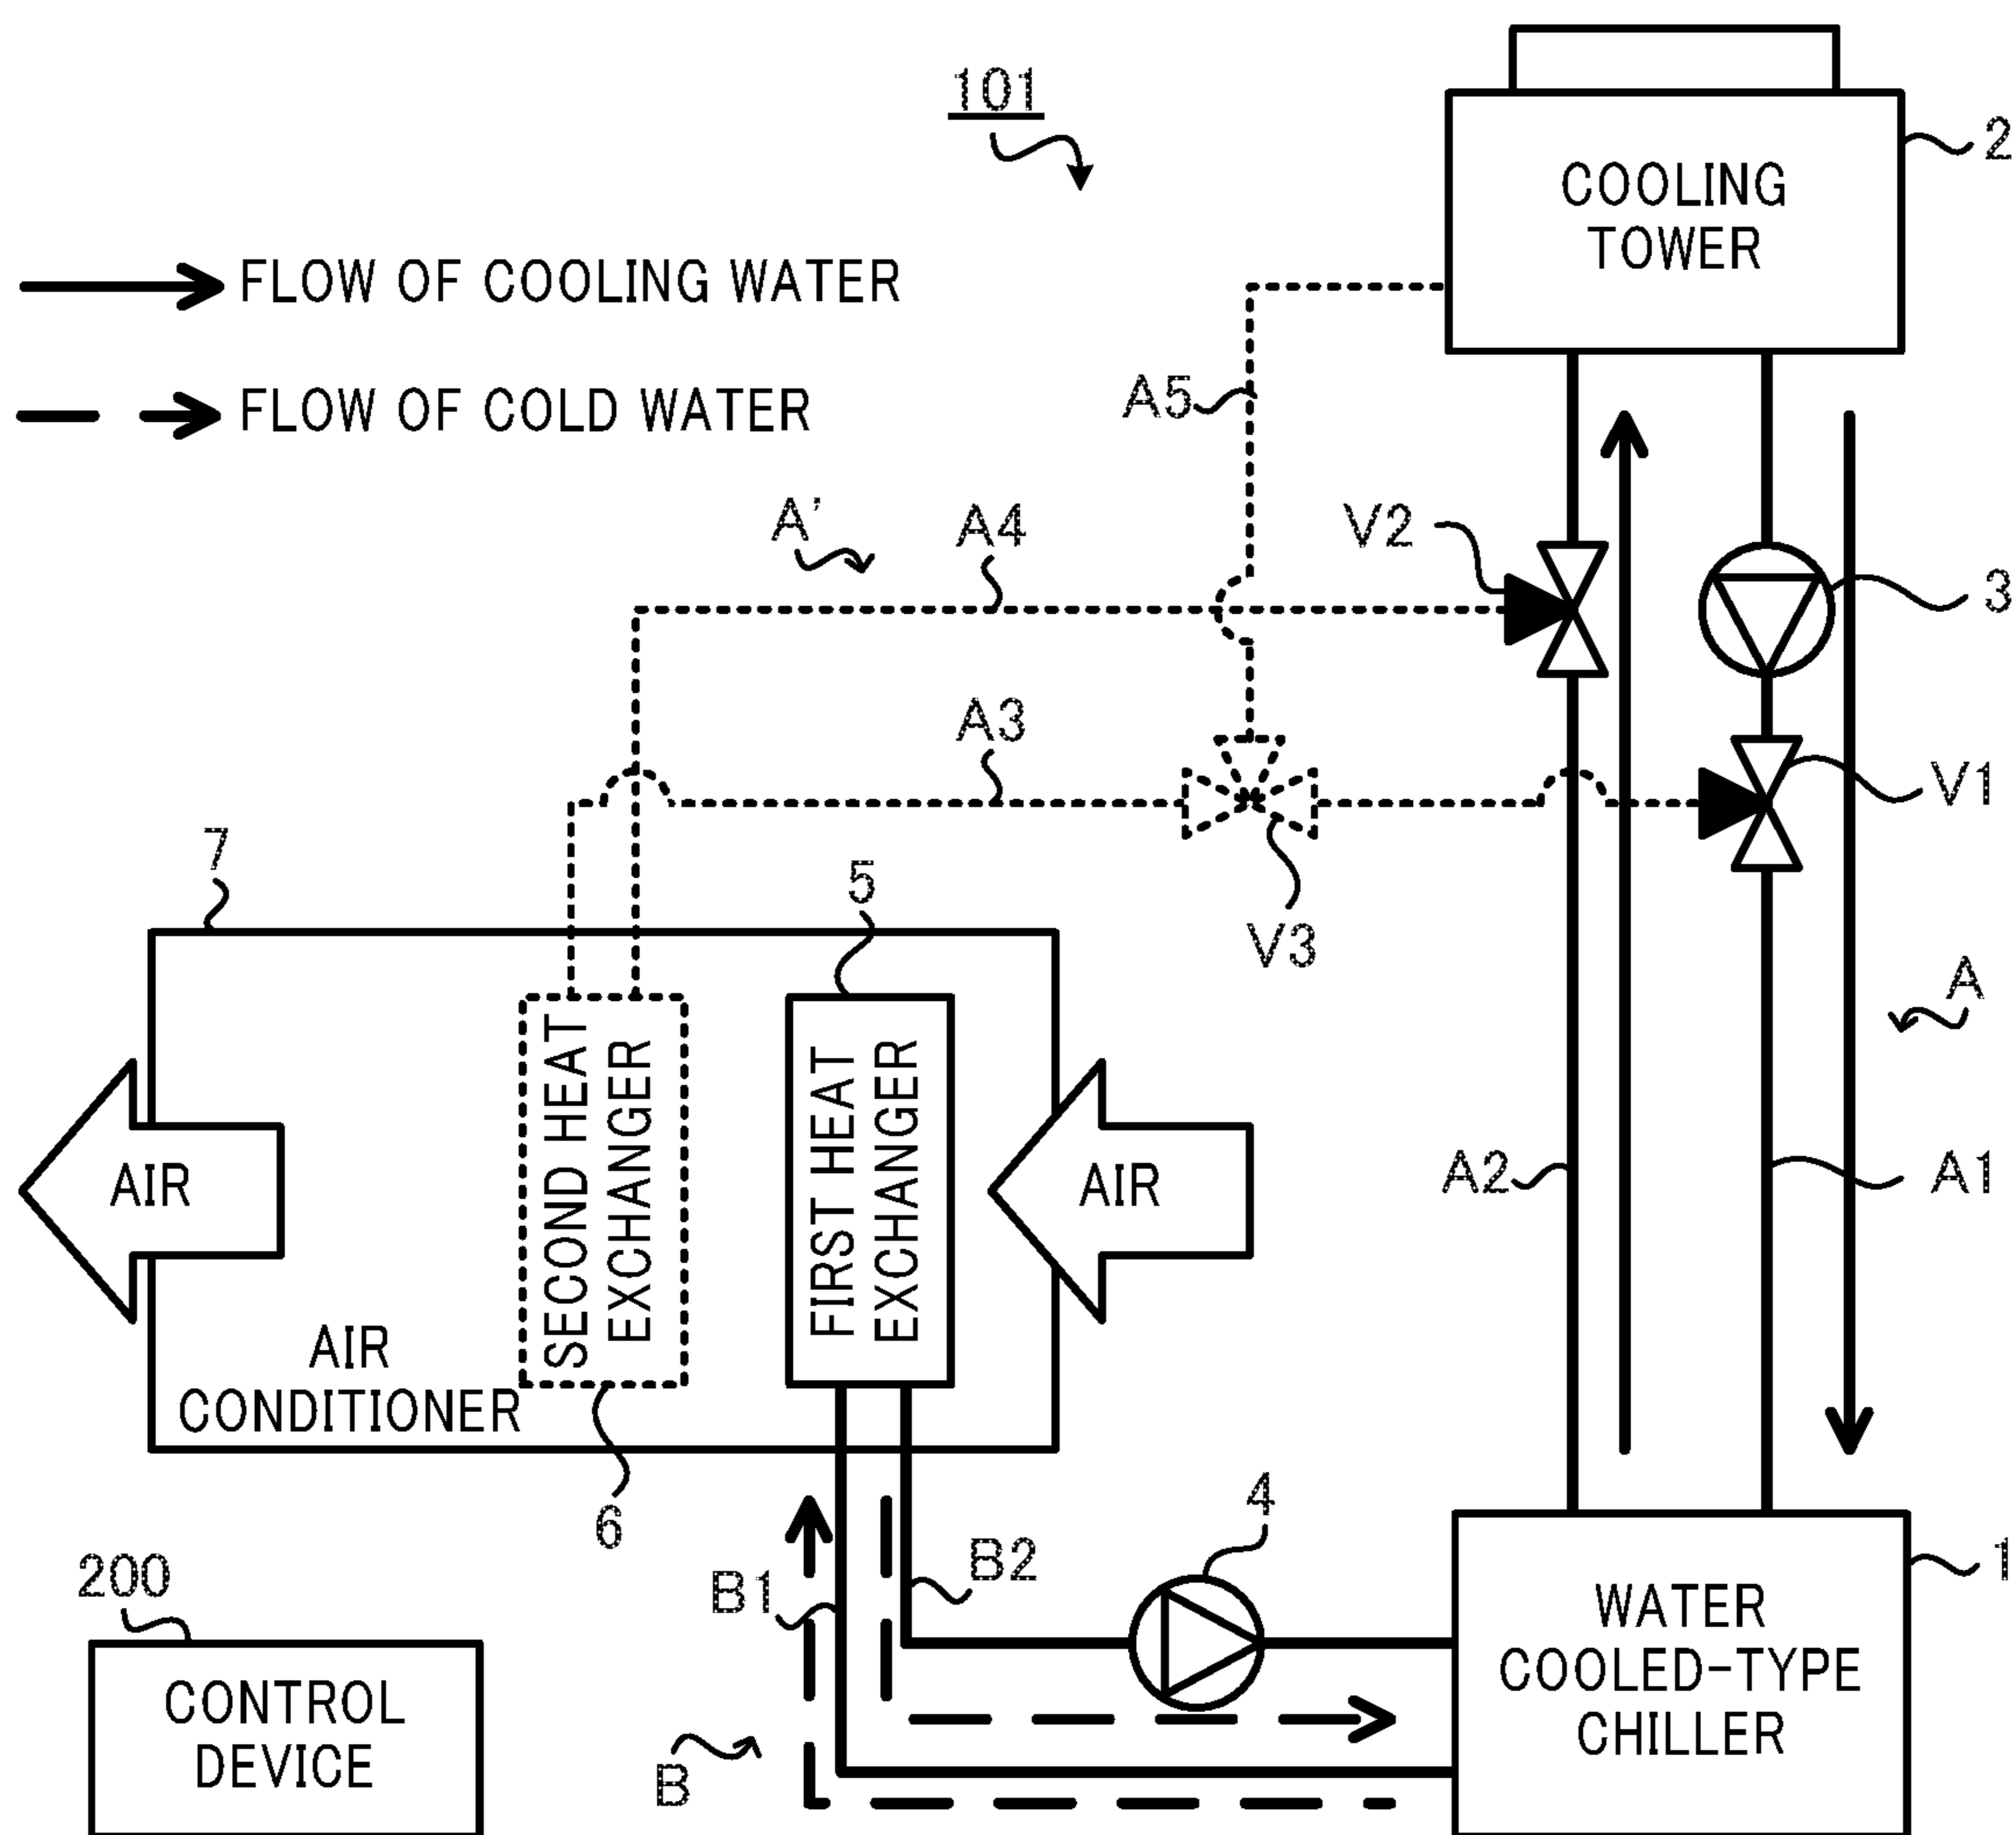 101
2
COOLING
TOWER
FLOW OF COOLING WATER
FLOW OF COLD WATER
A5
A'
A4
V2
3
A3
V1
7
5
V3
A
SECOND HEAT
EXCHANGER
FIRST HEAT
EXCHANGER
AIR
AIR
A2
A1
AIR
CONDITIONER
6
4
200
B1
B2
1
WATER
COOLED-TYPE
CHILLER
CONTROL
DEVICE
B